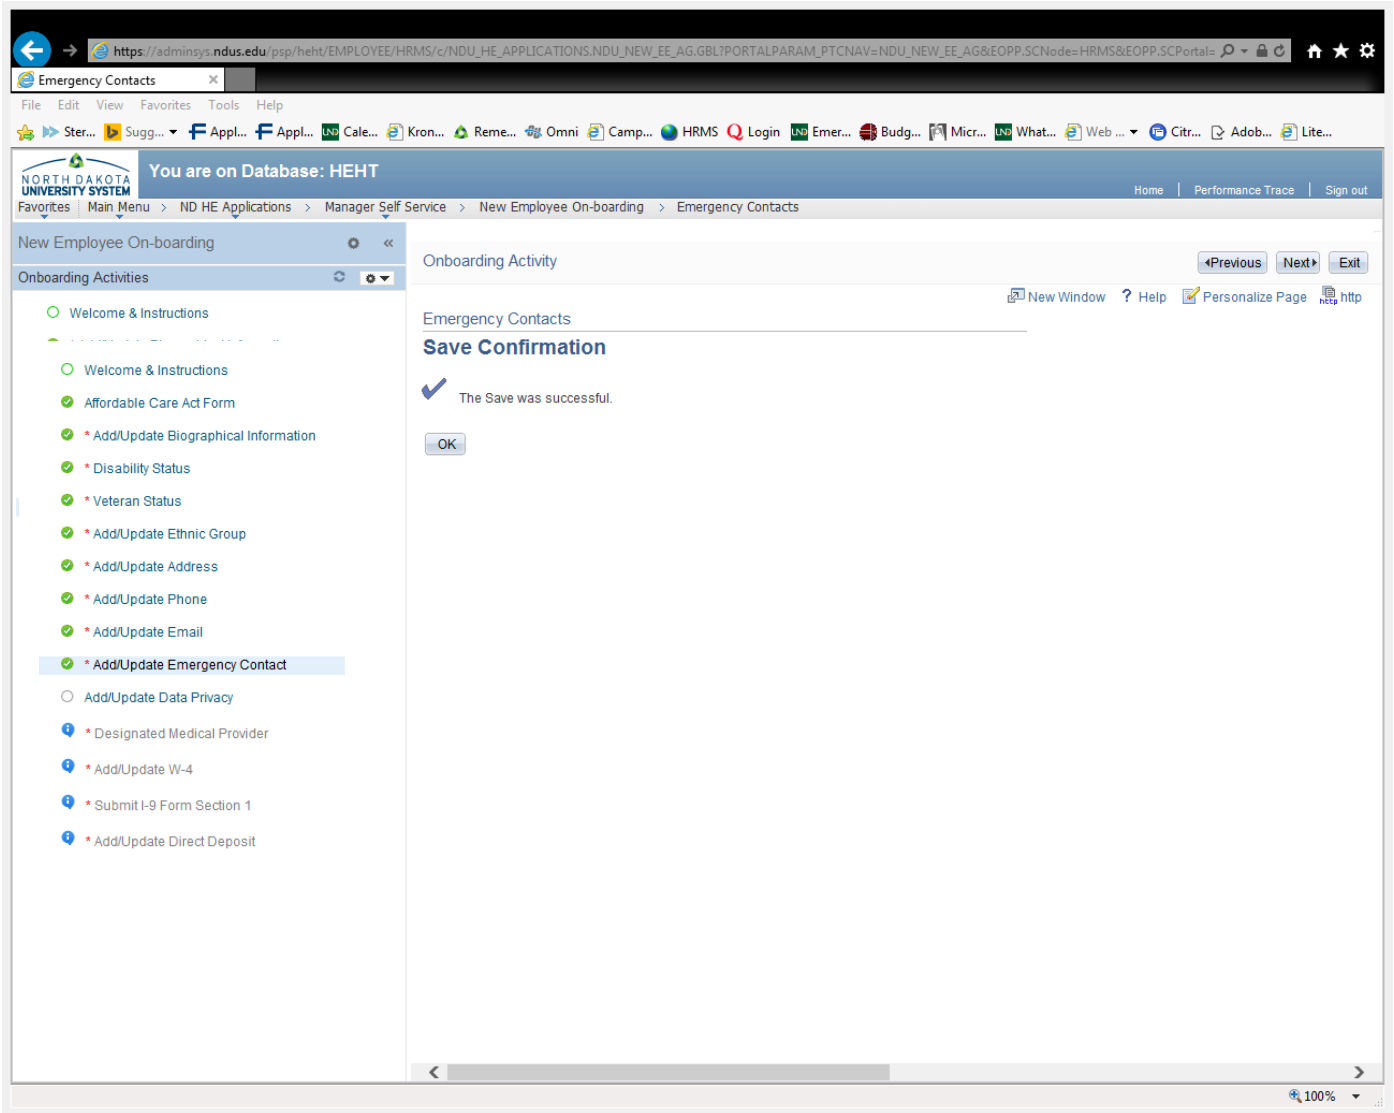 https://adminsys.ndus.edu/psp/heht/EMPLOYEE/HRMS/c/NDU_HE_APPLICATIONS.NDU_NEW_EE_AG.GBL?PORTALPARAM_PTCNAV=NDU_NEW_EE_AG&EOPP.SCNode=HRMS&EOPP.SCPortal=
Emergency Contacts
File Edit View Favorites Tools Help
Ster... Sugg... Appl... Appl... UND Cale... Kron... Reme... Omni Camp... HRMS Login UND Emer... Budg... Micr... UND What... Web ... Citr... Adob... Lite...
NORTH DAKOTA
UNIVERSITY SYSTEM
You are on Database: HEHT
Home | Performance Trace | Sign out
Favorites Main Menu > ND HE Applications > Manager Self Service > New Employee On-boarding > Emergency Contacts
New Employee On-boarding «
Onboarding Activities
Welcome & Instructions
Welcome & Instructions
Affordable Care Act Form
* Add/Update Biographical Information
* Disability Status
* Veteran Status
* Add/Update Ethnic Group
* Add/Update Address
* Add/Update Phone
* Add/Update Email
* Add/Update Emergency Contact
Add/Update Data Privacy
* Designated Medical Provider
* Add/Update W-4
* Submit I-9 Form Section 1
* Add/Update Direct Deposit
Onboarding Activity
Previous Next Exit
New Window ? Help Personalize Page http
Emergency Contacts
Save Confirmation
The Save was successful.
OK
100%